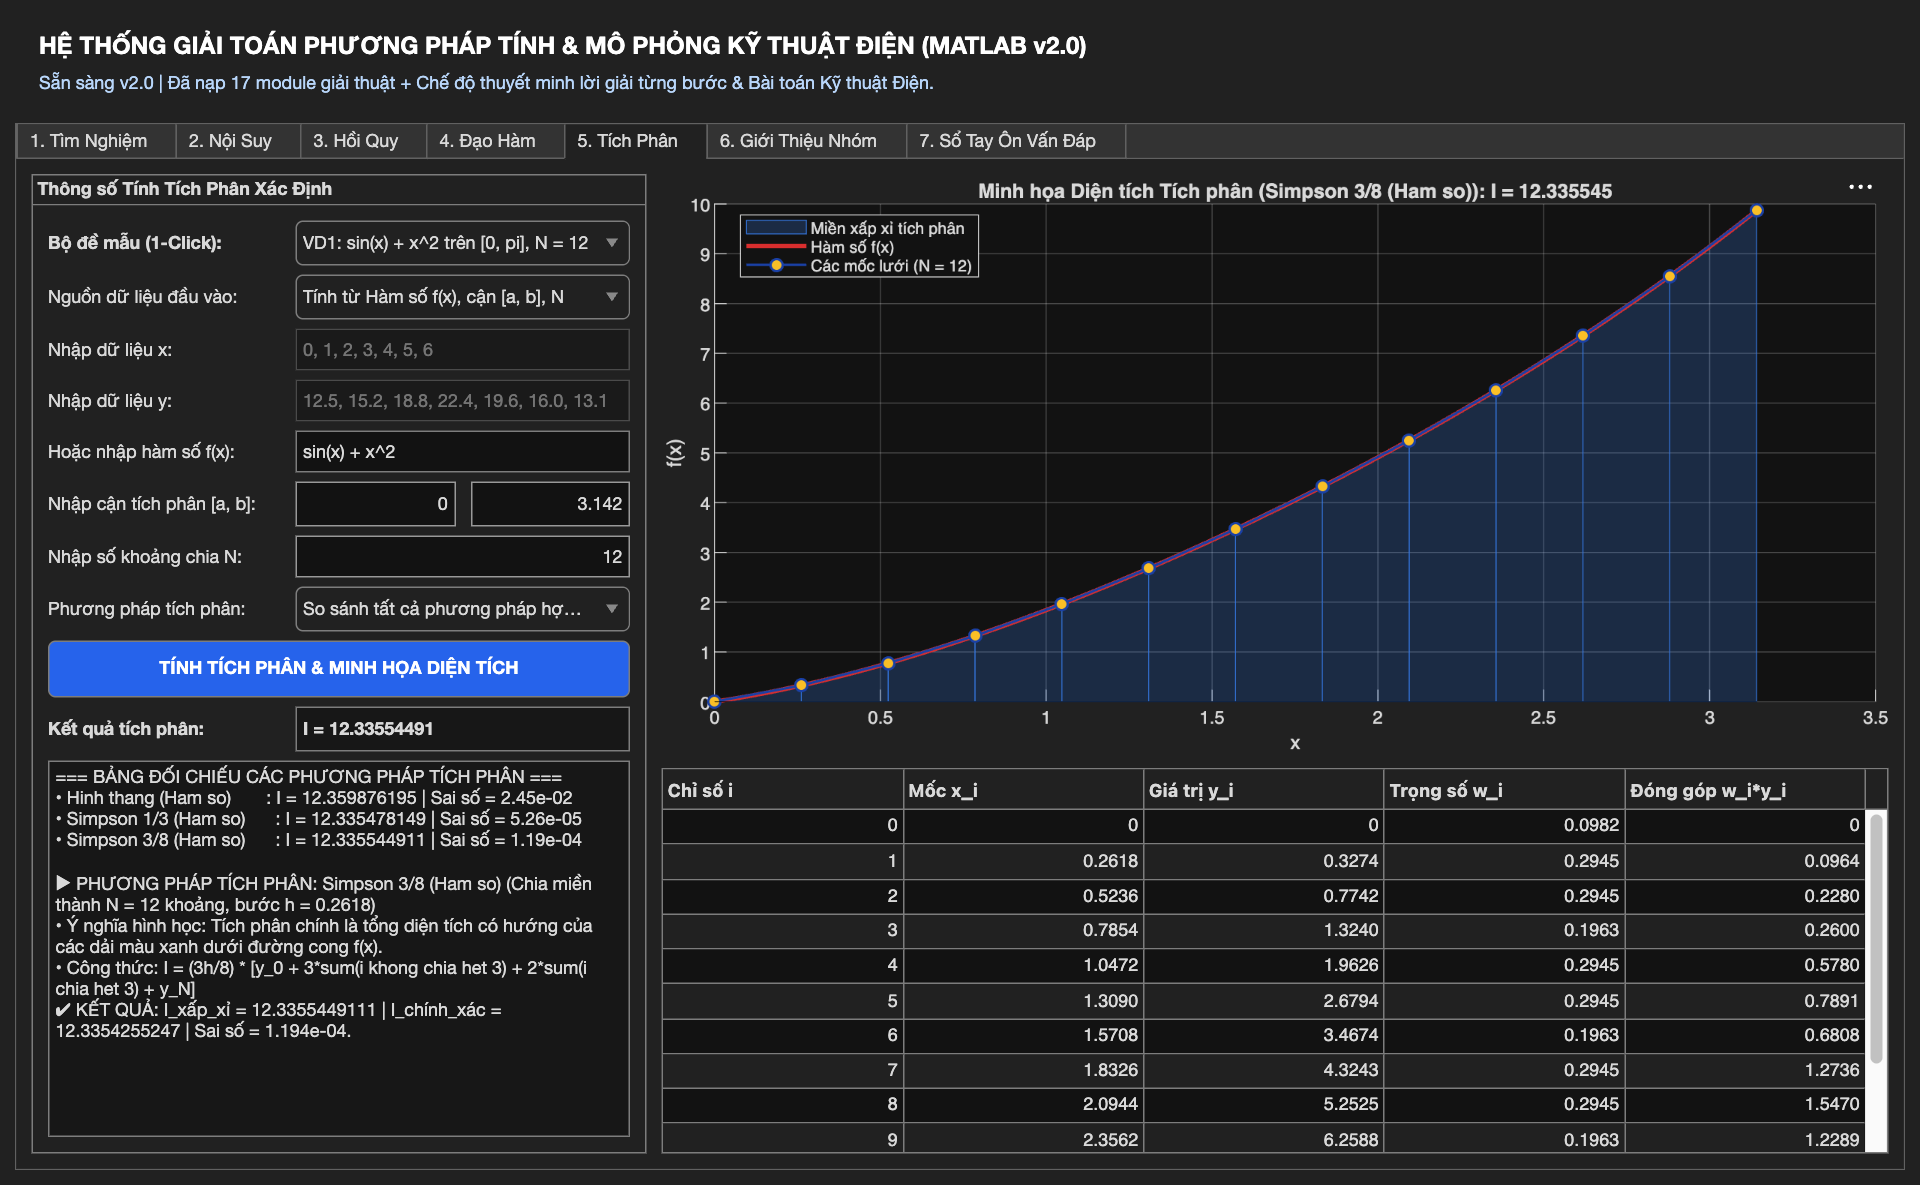 HỆ THỐNG GIẢI TOÁN PHƯƠNG PHÁP TÍNH & MÔ PHỎNG KỸ THUẬT ĐIỆN (MATLAB v2.0)
Sẵn sàng v2.0 | Đã nạp 17 module giải thuật + Chế độ thuyết minh lời giải từng bước & Bài toán Kỹ thuật Điện.
1. Tìm Nghiệm
2. Nội Suy
3. Hồi Quy
4. Đạo Hàm
5. Tích Phân
6. Giới Thiệu Nhóm
7. Sổ Tay Ôn Vấn Đáp
Thông số Tính Tích Phân Xác Định
Bộ đề mẫu (1-Click):
VD1: sin(x) + x^2 trên [0, pi], N = 12
Nguồn dữ liệu đầu vào:
Tính từ Hàm số f(x), cận [a, b], N
Nhập dữ liệu x:
0, 1, 2, 3, 4, 5, 6
Nhập dữ liệu y:
12.5, 15.2, 18.8, 22.4, 19.6, 16.0, 13.1
Hoặc nhập hàm số f(x):
sin(x) + x^2
Nhập cận tích phân [a, b]:
0
3.142
Nhập số khoảng chia N:
12
Phương pháp tích phân:
So sánh tất cả phương pháp hợ...
TÍNH TÍCH PHÂN & MINH HỌA DIỆN TÍCH
Kết quả tích phân:
I = 12.33554491
=== BẢNG ĐỐI CHIẾU CÁC PHƯƠNG PHÁP TÍCH PHÂN ===
• Hinh thang (Ham so) : I = 12.359876195 | Sai số = 2.45e-02
• Simpson 1/3 (Ham so) : I = 12.335478149 | Sai số = 5.26e-05
• Simpson 3/8 (Ham so) : I = 12.335544911 | Sai số = 1.19e-04
▶ PHƯƠNG PHÁP TÍCH PHÂN: Simpson 3/8 (Ham so) (Chia miền
thành N = 12 khoảng, bước h = 0.2618)
• Ý nghĩa hình học: Tích phân chính là tổng diện tích có hướng của
các dải màu xanh dưới đường cong f(x).
• Công thức: I = (3h/8) * [y_0 + 3*sum(i khong chia het 3) + 2*sum(i
chia het 3) + y_N]
✔ KẾT QUẢ: I_xấp_xỉ = 12.3355449111 | I_chính_xác =
12.3354255247 | Sai số = 1.194e-04.
Minh họa Diện tích Tích phân (Simpson 3/8 (Ham so)): I = 12.335545
Miền xấp xỉ tích phân
Hàm số f(x)
Các mốc lưới (N = 12)
10
9
8
7
6
5
4
3
2
1
0
f(x)
0 0.5 1 1.5 2 2.5 3 3.5
x
Chỉ số i Mốc x_i Giá trị y_i Trọng số w_i Đóng góp w_i*y_i
0 0 0 0.0982 0
1 0.2618 0.3274 0.2945 0.0964
2 0.5236 0.7742 0.2945 0.2280
3 0.7854 1.3240 0.1963 0.2600
4 1.0472 1.9626 0.2945 0.5780
5 1.3090 2.6794 0.2945 0.7891
6 1.5708 3.4674 0.1963 0.6808
7 1.8326 4.3243 0.2945 1.2736
8 2.0944 5.2525 0.2945 1.5470
9 2.3562 6.2588 0.1963 1.2289